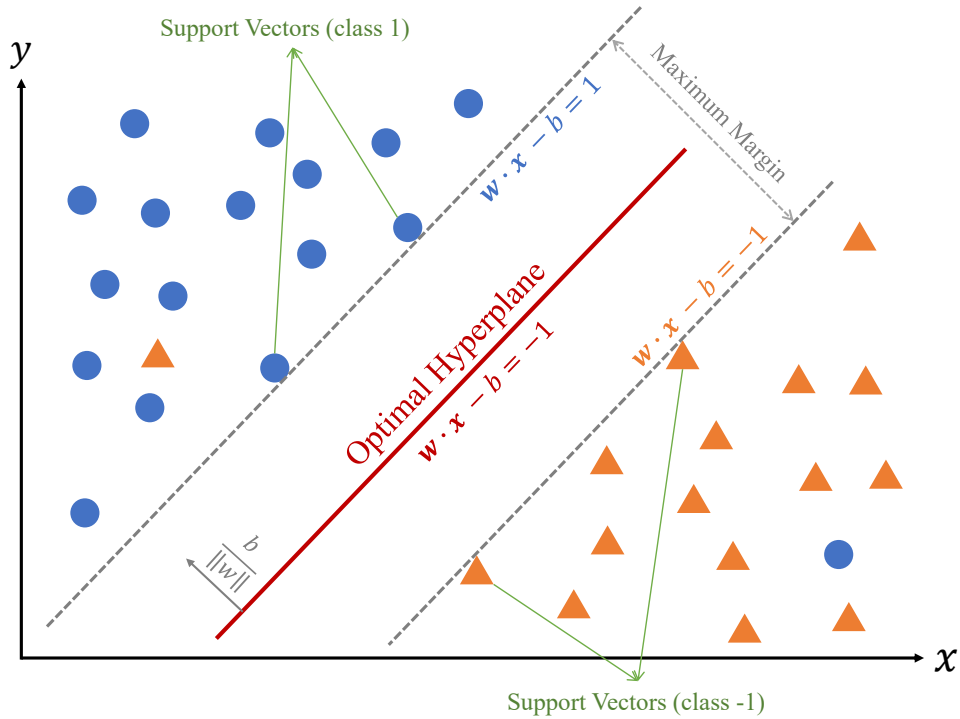 Support Vectors (class 1)
y
Maximum Margin
w · x − b = 1
w · x − b = −1
Optimal Hyperplane
w · x − b = −1
b
||w||
x
Support Vectors (class -1)